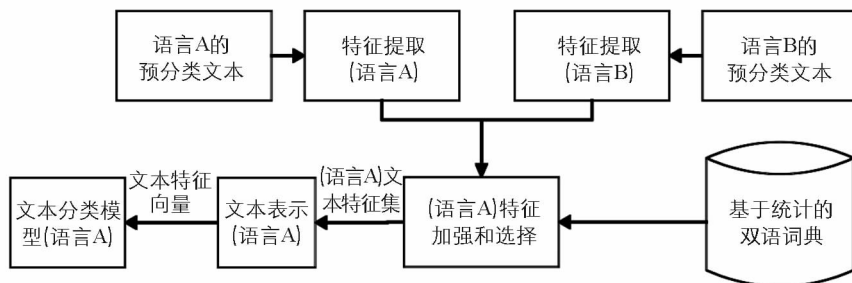 语言A的
预分类文本
特征提取
(语言A)
特征提取
(语言B)
语言B的
预分类文本
文本分类模
型(语言A)
文本特征
向量
文本表示
(语言A)
(语言A)文
本特征集
(语言A)特征
加强和选择
基于统计的
双语词典